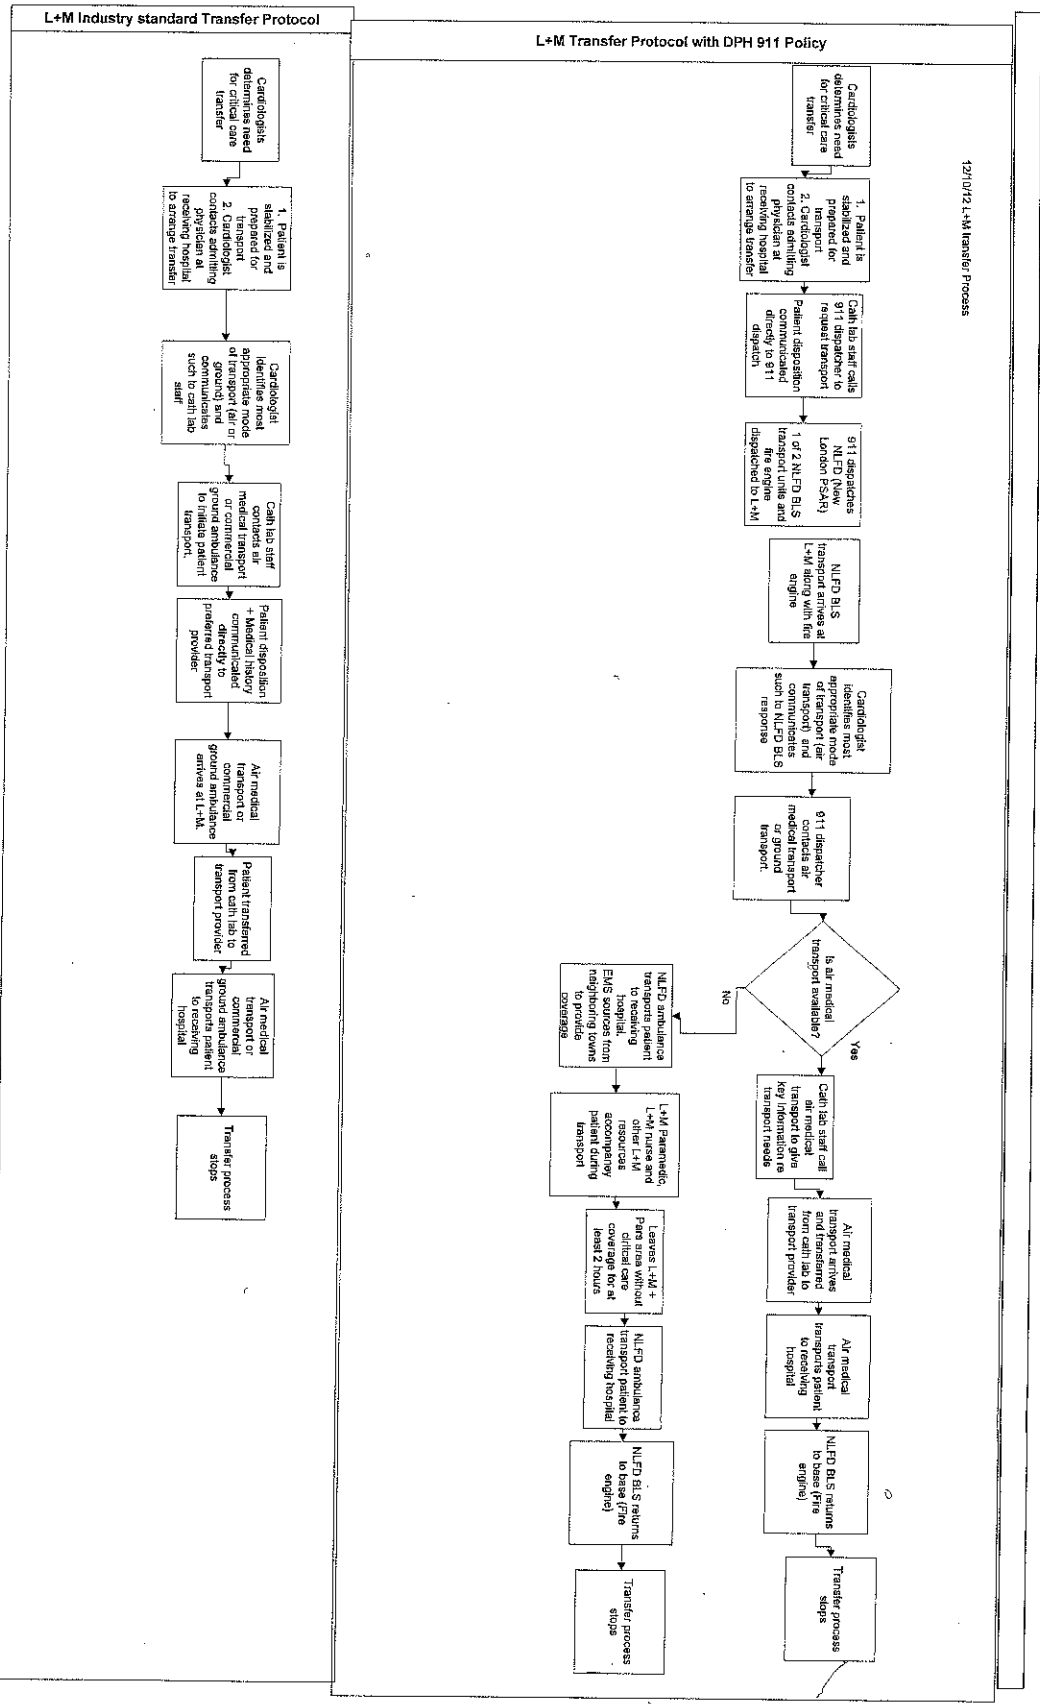 12/10/12 L+M transfer Process
L+M Transfer Protocol with DPH 911 Policy
Cardiologists
determines need
for critical care
transfer
1. Patient is
stabilized and
prepared for
transport
2. Cardiologist
contacts admitting
physician at
receiving hospital
to arrange transfer
Cath lab staff calls
911 dispatcher to
request transport
Patient disposition
communicated
directly to 911
dispatch
911 dispatches
NLFD (New
London PSAR)
1 of 2 NLFD BLS
transport units and
fire engine
dispatched to L+M
NLFD BLS
transport arrives at
L+M along with fire
engine
Cardiologist
identifies most
appropriate mode
of transport (air
transport) and
communicates
such to NLFD BLS
response
911 dispatcher
contacts air
medical transport
or ground
transport.
Is air medical
transport available?
Yes
Cath lab staff call
air medical
transport to give
key information re
transport needs
Air medical
transport arrives
and transferred
from cath lab to
transport provider
Air medical
transport
transports patient
to receiving
hospital
NLFD BLS returns
to base (Fire
engine)
Transfer process
stops
No
NLFD ambulance
transports patient
to receiving
hospital.
EMS sources from
neighboring towns
to provide
coverage
L+M Paramedic,
L+M nurse and
other L+M
resources
accompaney
patient during
transport
Leaves L+M +
Pars area without
ciritical care
coverage for at
least 2 hours
NLFD ambulance
transport patient to
receiving hospital
NLFD BLS returns
to base (Fire
engine)
Transfer process
stops
L+M Industry standard Transfer Protocol
Cardiologists
determines need
for critical care
transfer
1. Patient is
stabilized and
prepared for
transport
2. Cardiologist
contacts admitting
physician at
receiving hospital
to arrange transfer
Cardiologist
identifies most
appropriate mode
of transport (air or
ground) and
communicates
such to cath lab
staff
Cath lab staff
contacts air
medical transport
or commercial
ground ambulance
to initiate patient
transport.
Patient disposition
+ Medical history
communicated
directly to
preferred transport
provider
Air medical
transport or
commercial
ground ambulance
arrives at L+M.
Patient transferred
from cath lab to
transport provider
Air medical
transport or
commercial
ground ambulance
transports patient
to receiving
hospital
Transfer process
stops